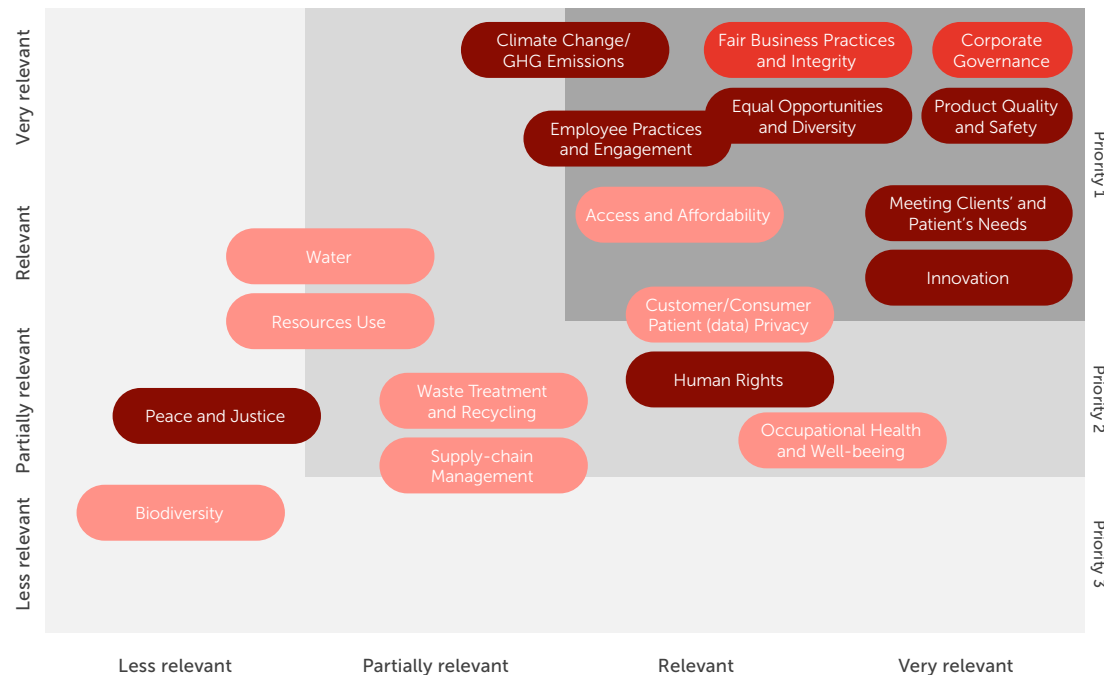 Very relevant
Relevant
Partially relevant
Less relevant
Climate Change/
GHG Emissions
Fair Business Practices
and Integrity
Corporate
Governance
Employee Practices
and Engagement
Equal Opportunities
and Diversity
Product Quality
and Safety
Access and Affordability
Meeting Clients’ and
Patient’s Needs
Water
Innovation
Resources Use
Customer/Consumer
Patient (data) Privacy
Human Rights
Peace and Justice
Waste Treatment
and Recycling
Occupational Health
and Well-beeing
Supply-chain
Management
Biodiversity
Priority 1
Priority 2
Priority 3
Less relevant
Partially relevant
Relevant
Very relevant